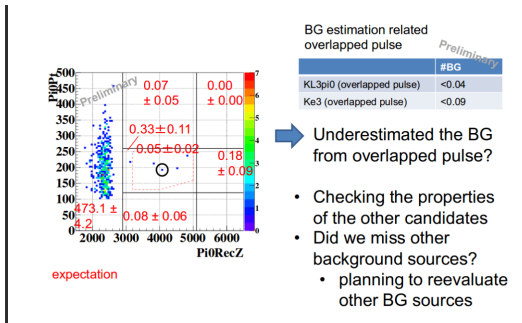 BG estimation related
overlapped pulse
Preliminary
#BG
KL3pi0 (overlapped pulse) <0.04
Ke3 (overlapped pulse) <0.09
Underestimated the BG
from overlapped pulse?
• Checking the properties
of the other candidates
• Did we miss other
background sources?
• planning to reevaluate
other BG sources
Pi0Pt
500
450
400
350
300
250
200
150
100
50
0
Preliminary
0.07
± 0.05
0.00
± 0.00
0.33±0.11
0.05±0.02
0.18
±0.09
473.1 ±
4.2
0.08 ± 0.06
7
6
5
4
3
2
1
0
2000 3000 4000 5000 6000
Pi0RecZ
expectation